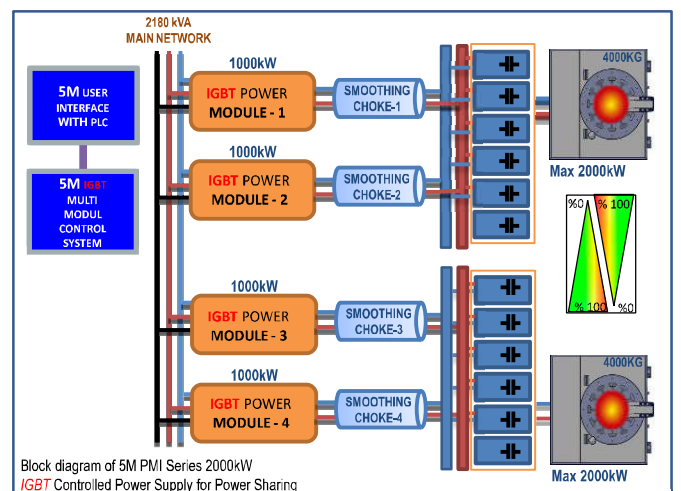 2180 kVA
MAIN NETWORK
5M USER
INTERFACE
WITH PLC
5M IGBT
MULTI
MODUL
CONTROL
SYSTEM
1000kW
IGBT POWER
MODULE - 1
SMOOTHING
CHOKE-1
1000kW
IGBT POWER
MODULE - 2
SMOOTHING
CHOKE-2
4000KG
Max 2000kW
%0
% 100
% 100
%0
1000kW
IGBT POWER
MODULE - 3
SMOOTHING
CHOKE-3
1000kW
IGBT POWER
MODULE - 4
SMOOTHING
CHOKE-4
4000KG
Max 2000kW
Block diagram of 5M PMI Series 2000kW
IGBT Controlled Power Supply for Power Sharing